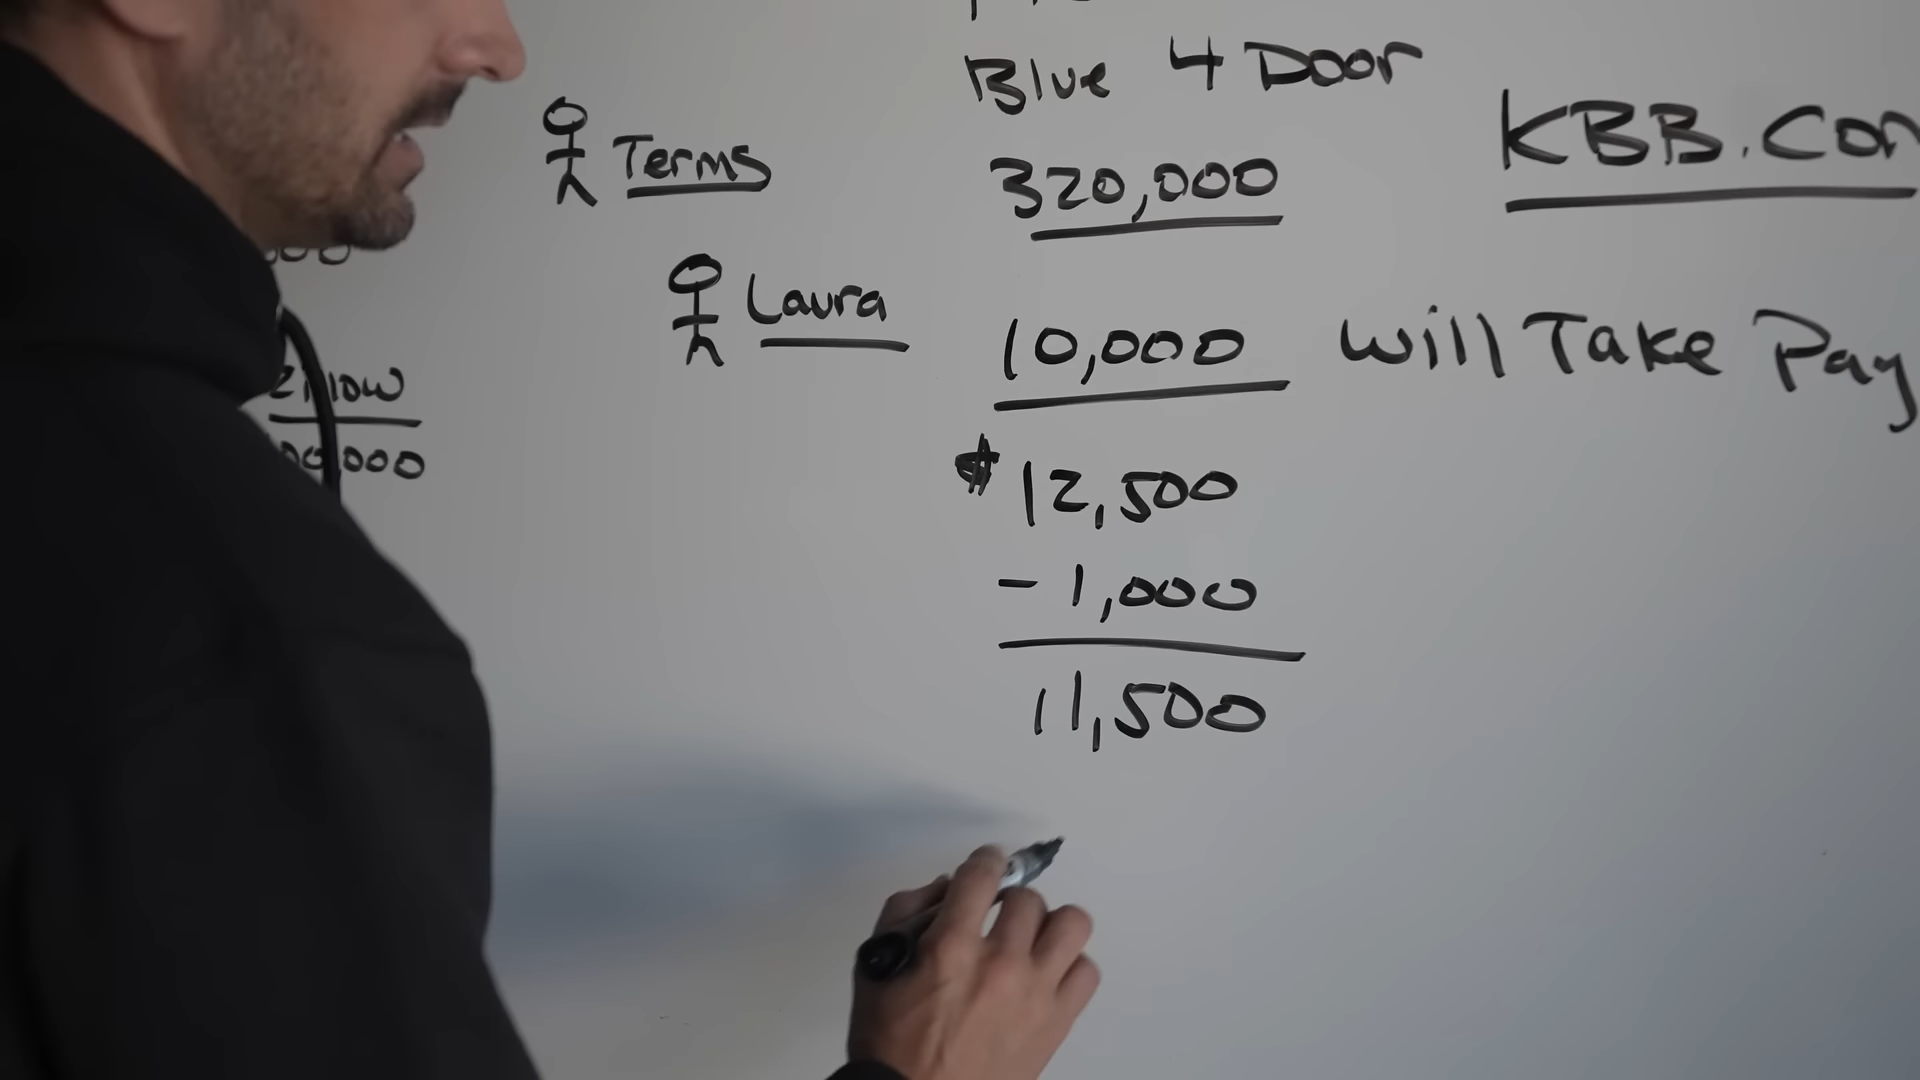 Blue 4 Door
Terms
320,000
KBB.Com
Laura
10,000 will Take Pay
000
$12,500
- 1,000
11,500